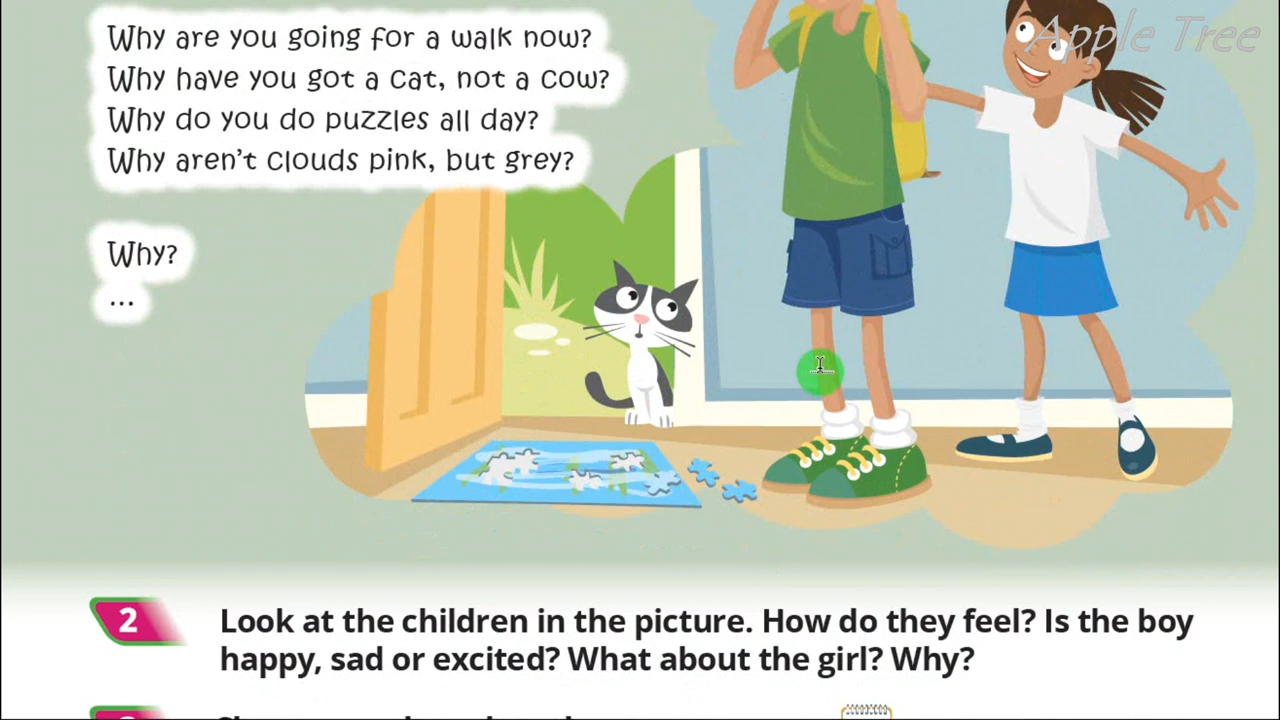 Why are you going for a walk now?
Why have you got a cat, not a cow?
Why do you do puzzles all day?
Why aren't clouds pink, but grey?
Why?
...
Apple Tree
2
Look at the children in the picture. How do they feel? Is the boy
happy, sad or excited? What about the girl? Why?